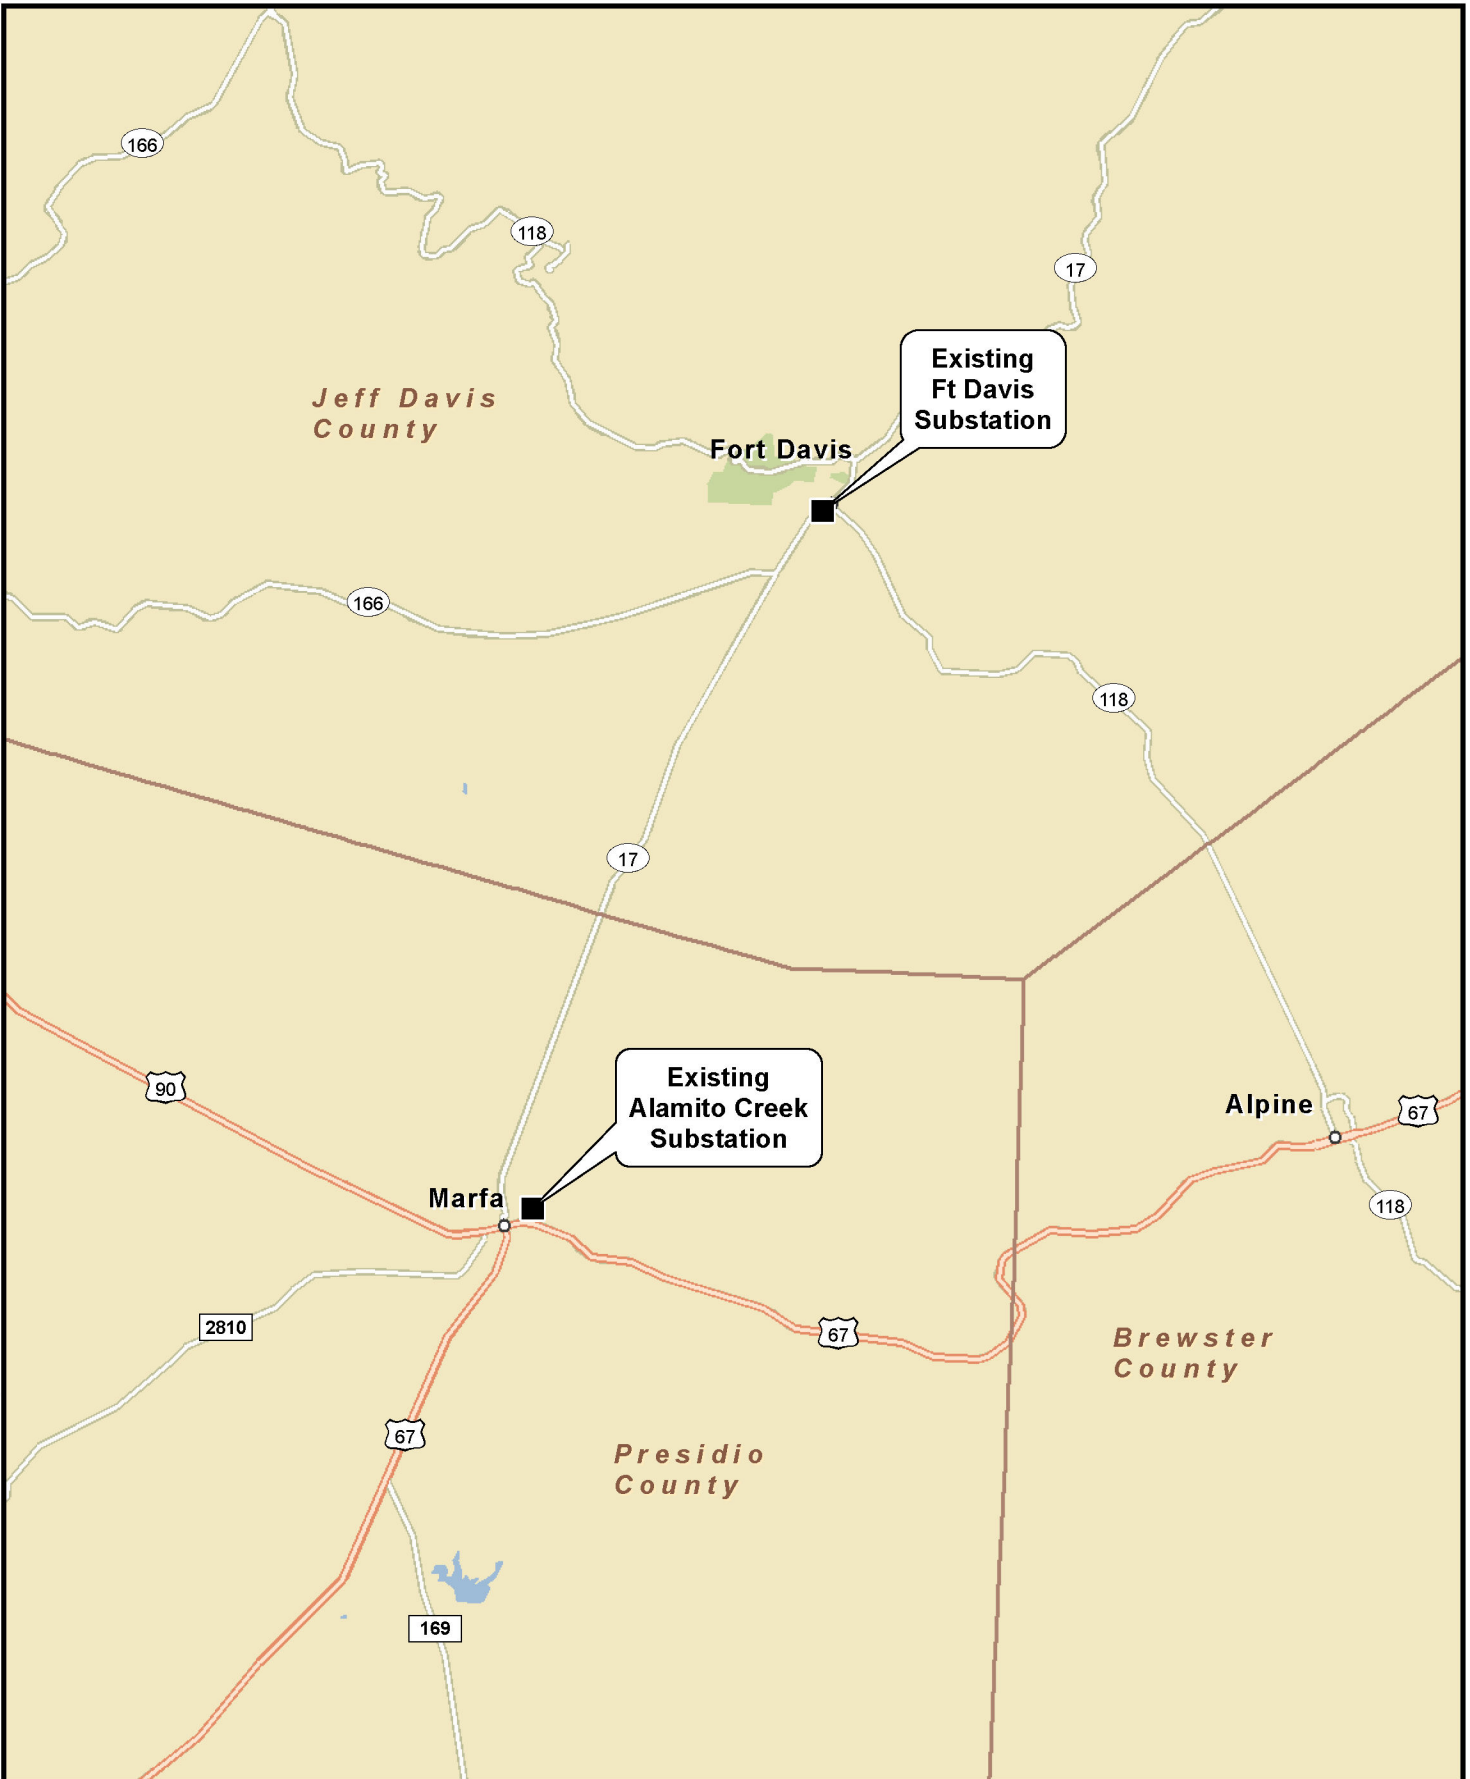 166
118
17
Existing
Ft Davis
Substation
Jeff Davis
County
Fort Davis
166
118
17
90
Existing
Alamito Creek
Substation
Alpine
67
Marfa
118
2810
67
Brewster
County
67
Presidio
County
169